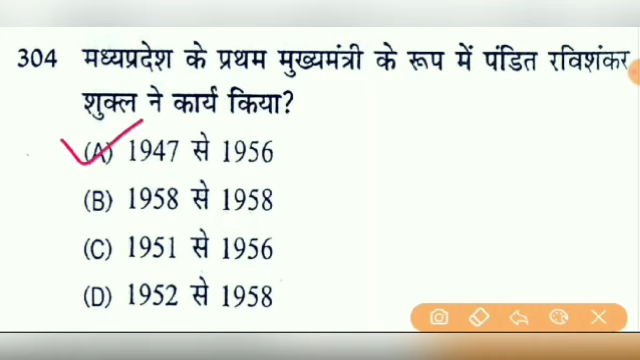 304 मध्यप्रदेश के प्रथम मुख्यमंत्री के रूप में पंडित रविशंकर
शुक्ल ने कार्य किया?
(A) 1947 से 1956
(B) 1958 से 1958
(C) 1951 से 1956
(D) 1952 से 1958